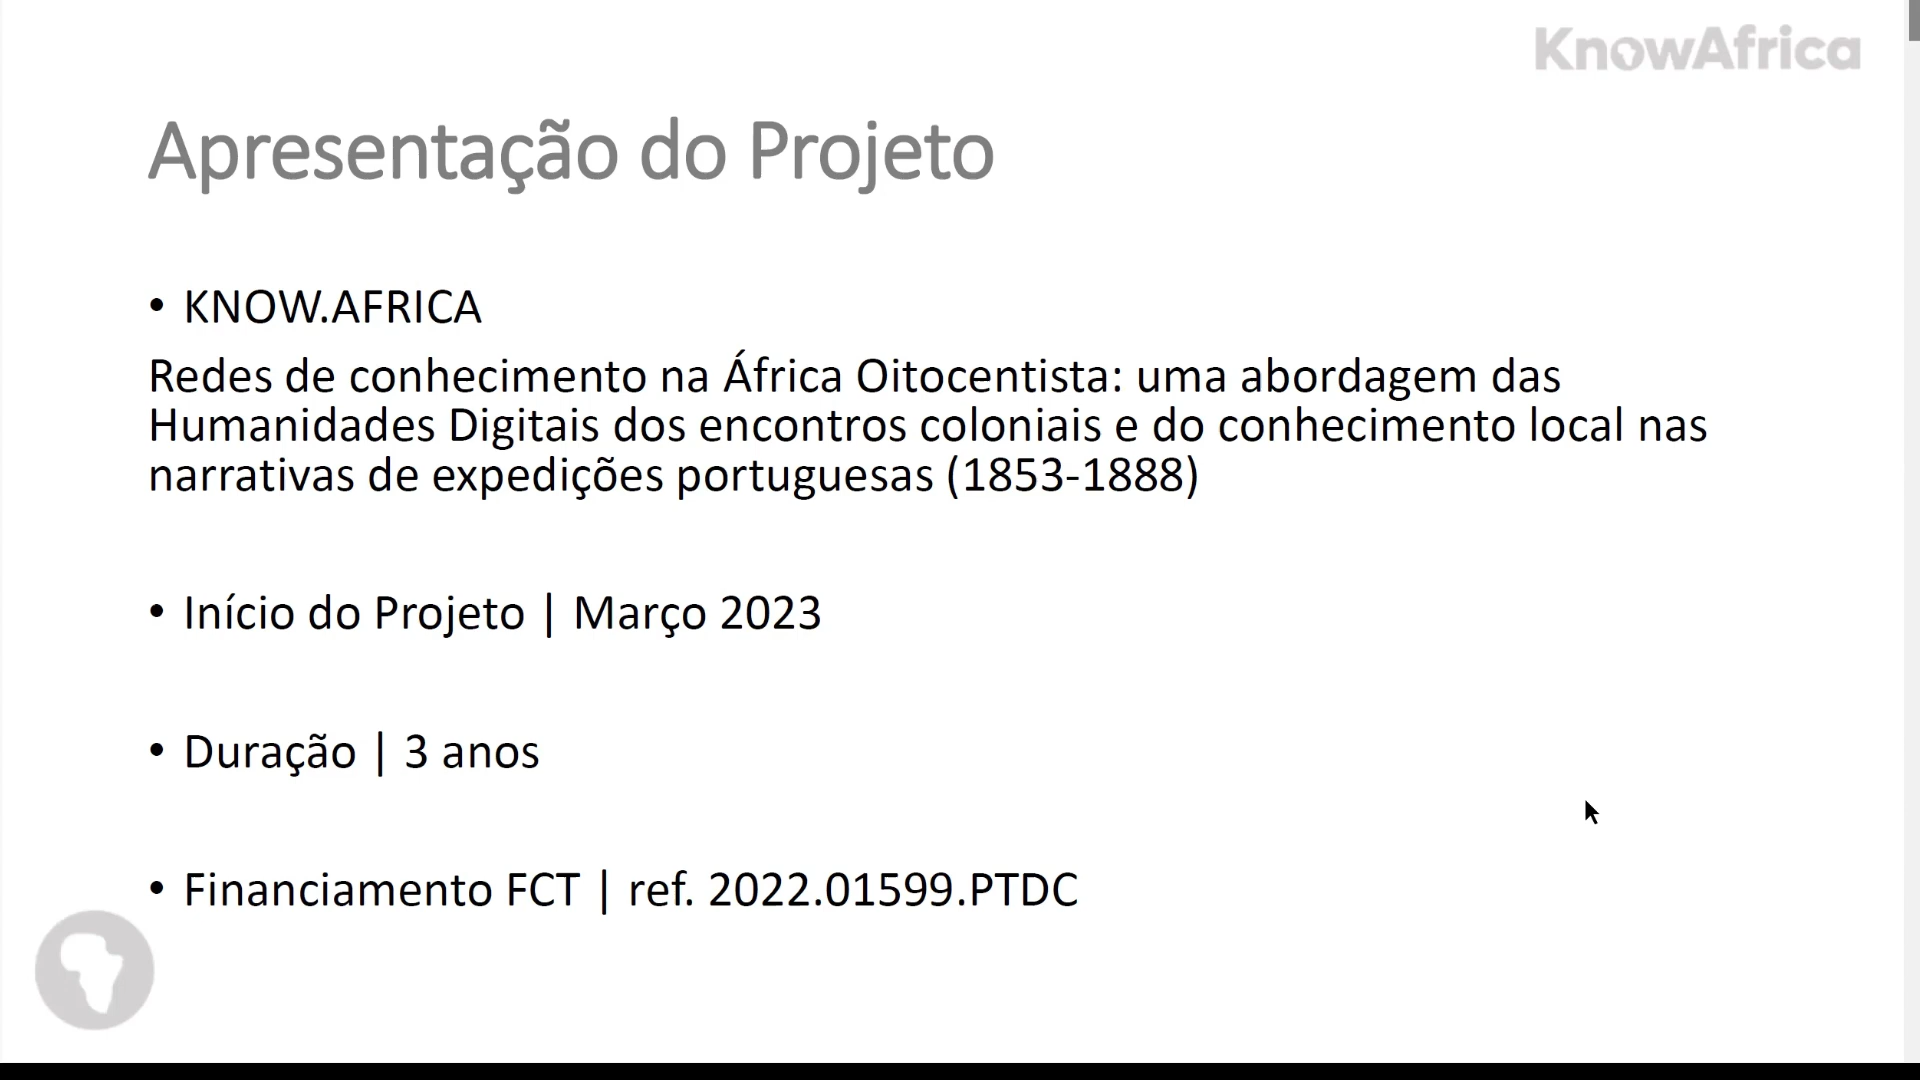 KnowAfrica
Apresentação do Projeto
• KNOW.AFRICA
Redes de conhecimento na África Oitocentista: uma abordagem das
Humanidades Digitais dos encontros coloniais e do conhecimento local nas
narrativas de expedições portuguesas (1853-1888)
• Início do Projeto | Março 2023
• Duração | 3 anos
• Financiamento FCT | ref. 2022.01599.PTDC